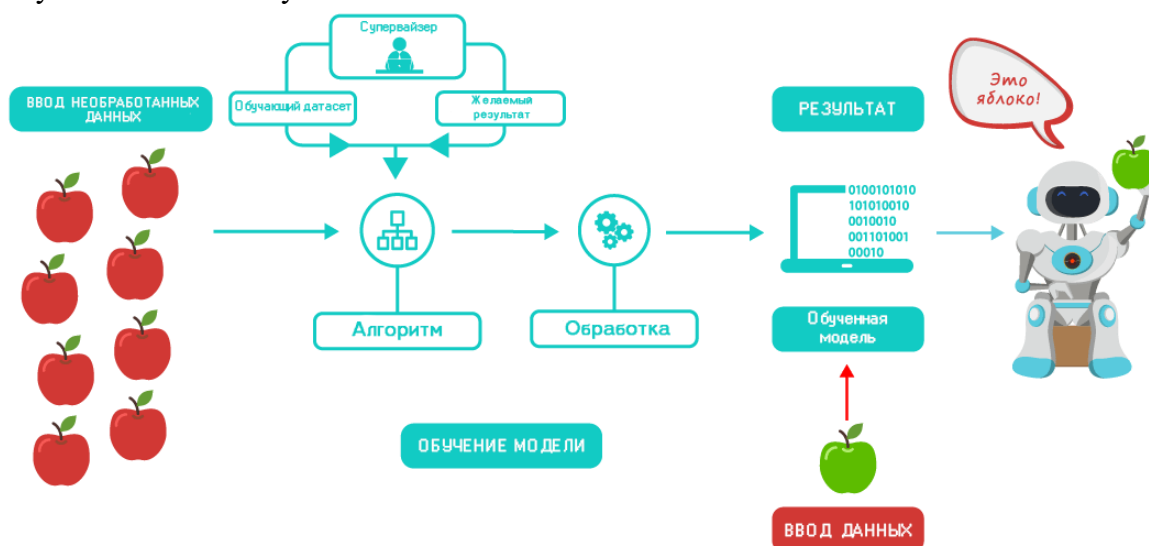 Супервайзер
ВВОД НЕОБРАБОТАННЫХ
ДАННЫХ
Обучающий датасет
Желаемый
результат
РЕЗУЛЬТАТ
Это
яблоко!
0100101010
101010010
0010010
001101001
00010
Алгоритм
Обработка
Обученная
модель
ОБУЧЕНИЕ МОДЕЛИ
ВВОД ДАННЫХ